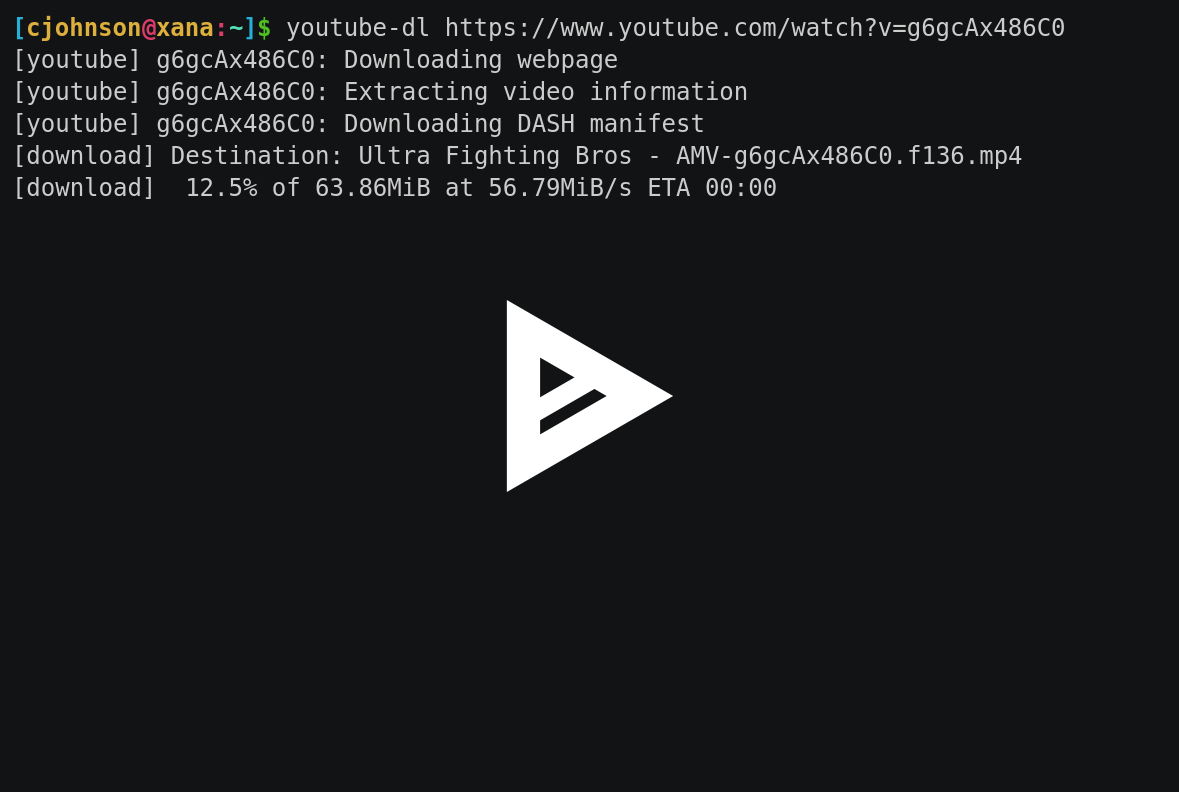 [cjohnson@xana:~]$ youtube-dl https://www.youtube.com/watch?v=g6gcAx486C0
[youtube] g6gcAx486C0: Downloading webpage
[youtube] g6gcAx486C0: Extracting video information
[youtube] g6gcAx486C0: Downloading DASH manifest
[download] Destination: Ultra Fighting Bros - AMV-g6gcAx486C0.f136.mp4
[download]  12.5% of 63.86MiB at 56.79MiB/s ETA 00:00